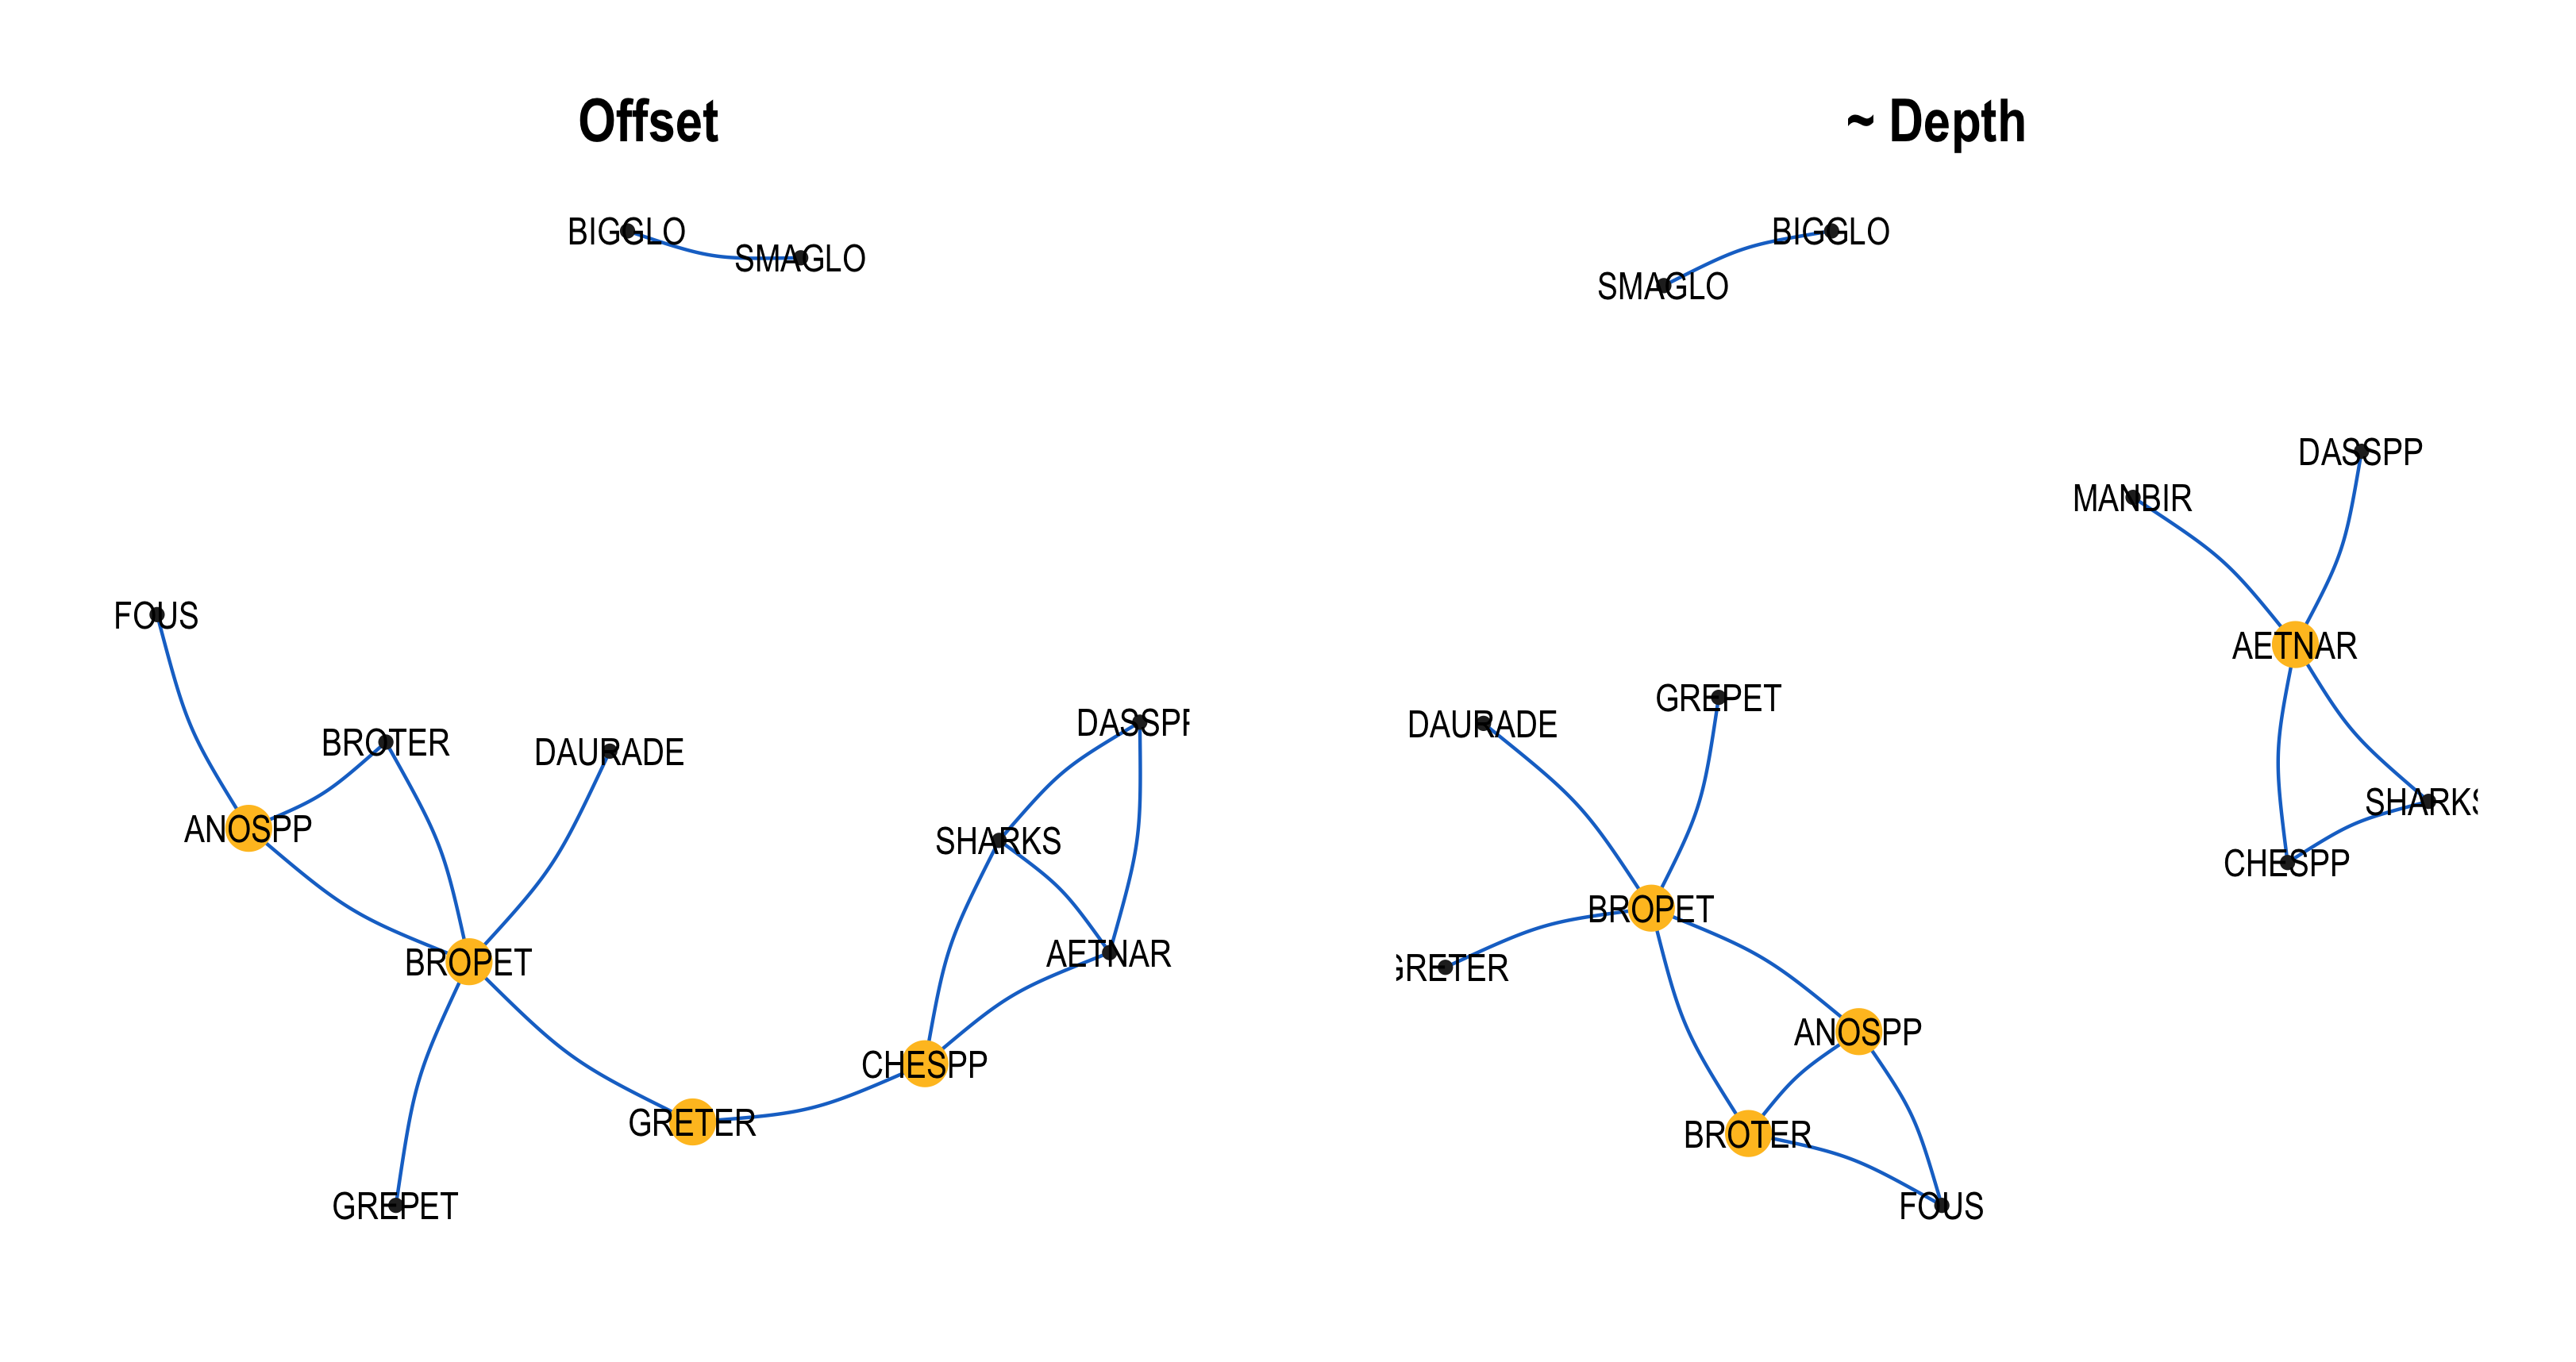 Offset
BIGGLO
SMAGLO
FOUS
BROTER
DAURADE
DASSPP
ANOSPP
SHARKS
BROPET
AETNAR
CHESPP
GRETER
GREPET
~ Depth
BIGGLO
SMAGLO
DASSPP
MANBIR
AETNAR
GREPET
DAURADE
SHARKS
CHESPP
BROPET
GRETER
ANOSPP
BROTER
FOUS